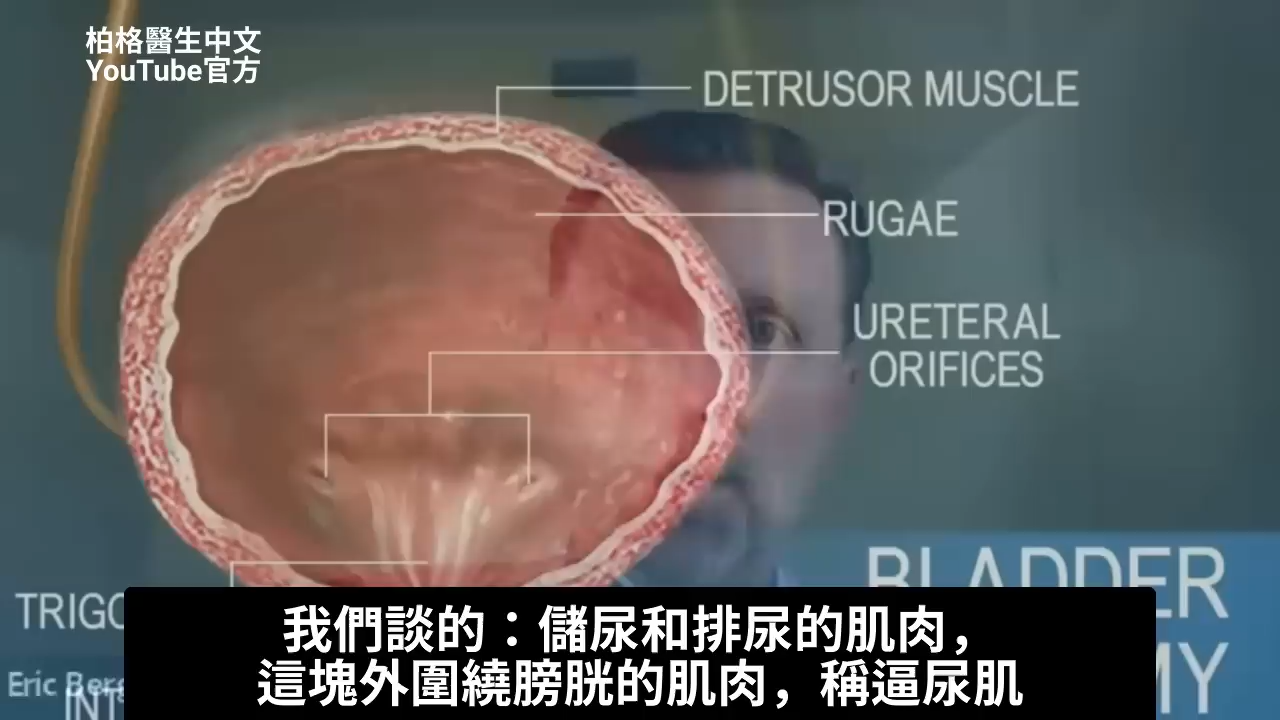 柏格醫生中文
YouTube官方
DETRUSOR MUSCLE
RUGAE
URETERAL
ORIFICES
BLADDER
我們談的：儲尿和排尿的肌肉，
這塊外圍繞膀胱的肌肉，稱逼尿肌
Eric